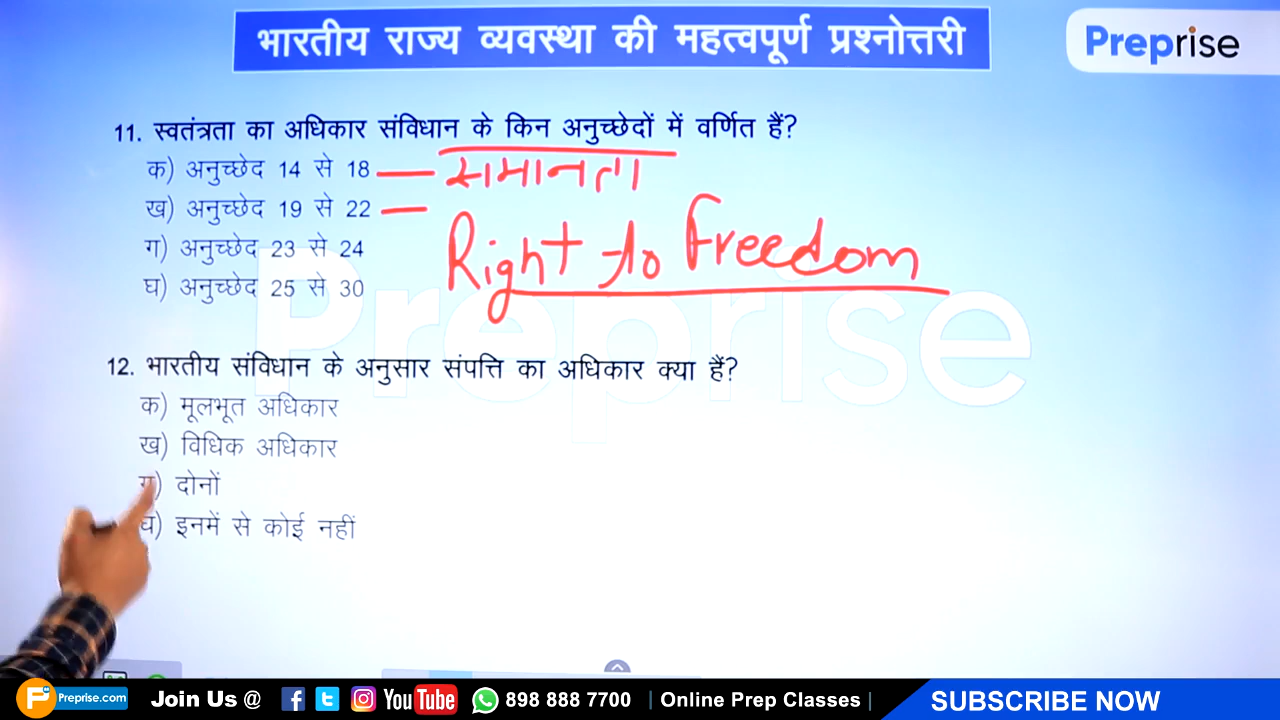 भारतीय राज्य व्यवस्था की महत्वपूर्ण प्रश्नोत्तरी
Preprise
11. स्वतंत्रता का अधिकार संविधान के किन अनुच्छेदों में वर्णित हैं?
क) अनुच्छेद 14 से 18 — समानता
ख) अनुच्छेद 19 से 22 — Right to Freedom
ग) अनुच्छेद 23 से 24
घ) अनुच्छेद 25 से 30
Preprise
12. भारतीय संविधान के अनुसार संपत्ति का अधिकार क्या हैं?
क) मूलभूत अधिकार
ख) विधिक अधिकार
ग) दोनों
घ) इनमें से कोई नहीं
P Preprise.com Join Us @ YouTube 898 888 7700 | Online Prep Classes | SUBSCRIBE NOW